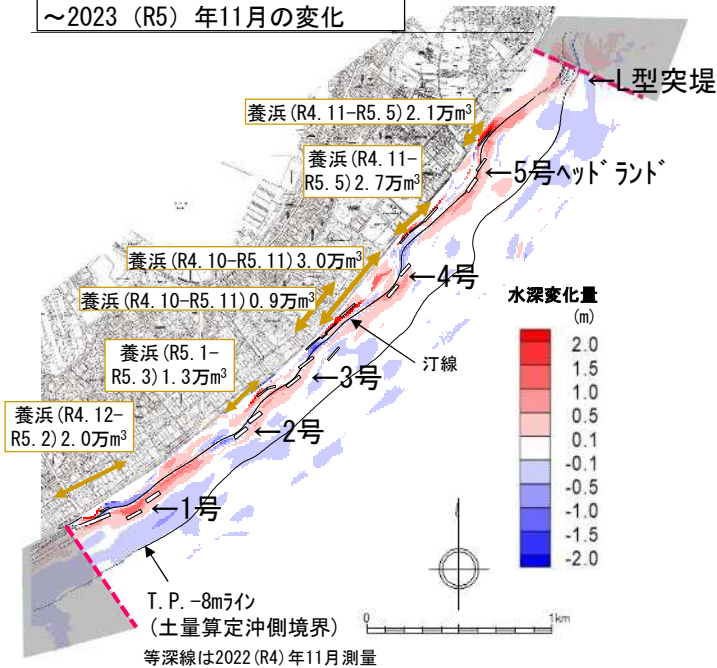 ～2023（R5）年11月の変化
←L型突堤
養浜(R4.11-R5.5)2.1万m³
養浜(R4.11-
R5.5)2.7万m³
←5号ヘッドランド
養浜(R4.10-R5.11)3.0万m³
←4号
養浜(R4.10-R5.11)0.9万m³
水深変化量
(m)
2.0
1.5
1.0
0.5
0.1
-0.1
-0.5
-1.0
-1.5
-2.0
養浜(R5.1-
R5.3)1.3万m³
汀線
←3号
養浜(R4.12-
R5.2)2.0万m³
←2号
←1号
T.P.-8mライン
(土量算定沖側境界)
0 1km
等深線は2022(R4)年11月測量